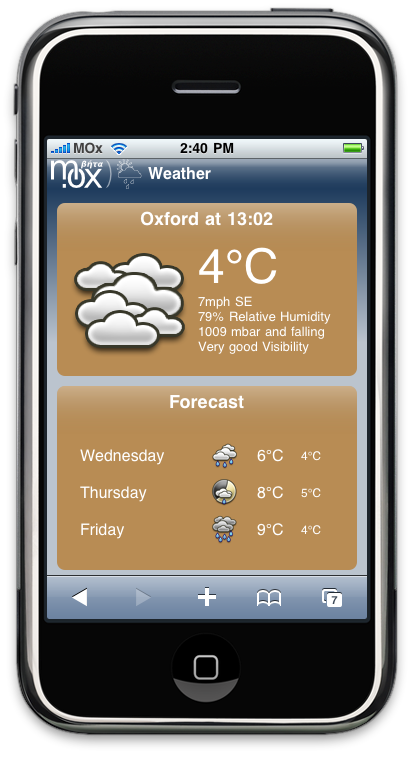 MOx 2:40 PM
βήτα
m.ox Weather
Oxford at 13:02
4°C
7mph SE
79% Relative Humidity
1009 mbar and falling
Very good Visibility
Forecast
Wednesday 6°C 4°C
Thursday 8°C 5°C
Friday 9°C 4°C
7